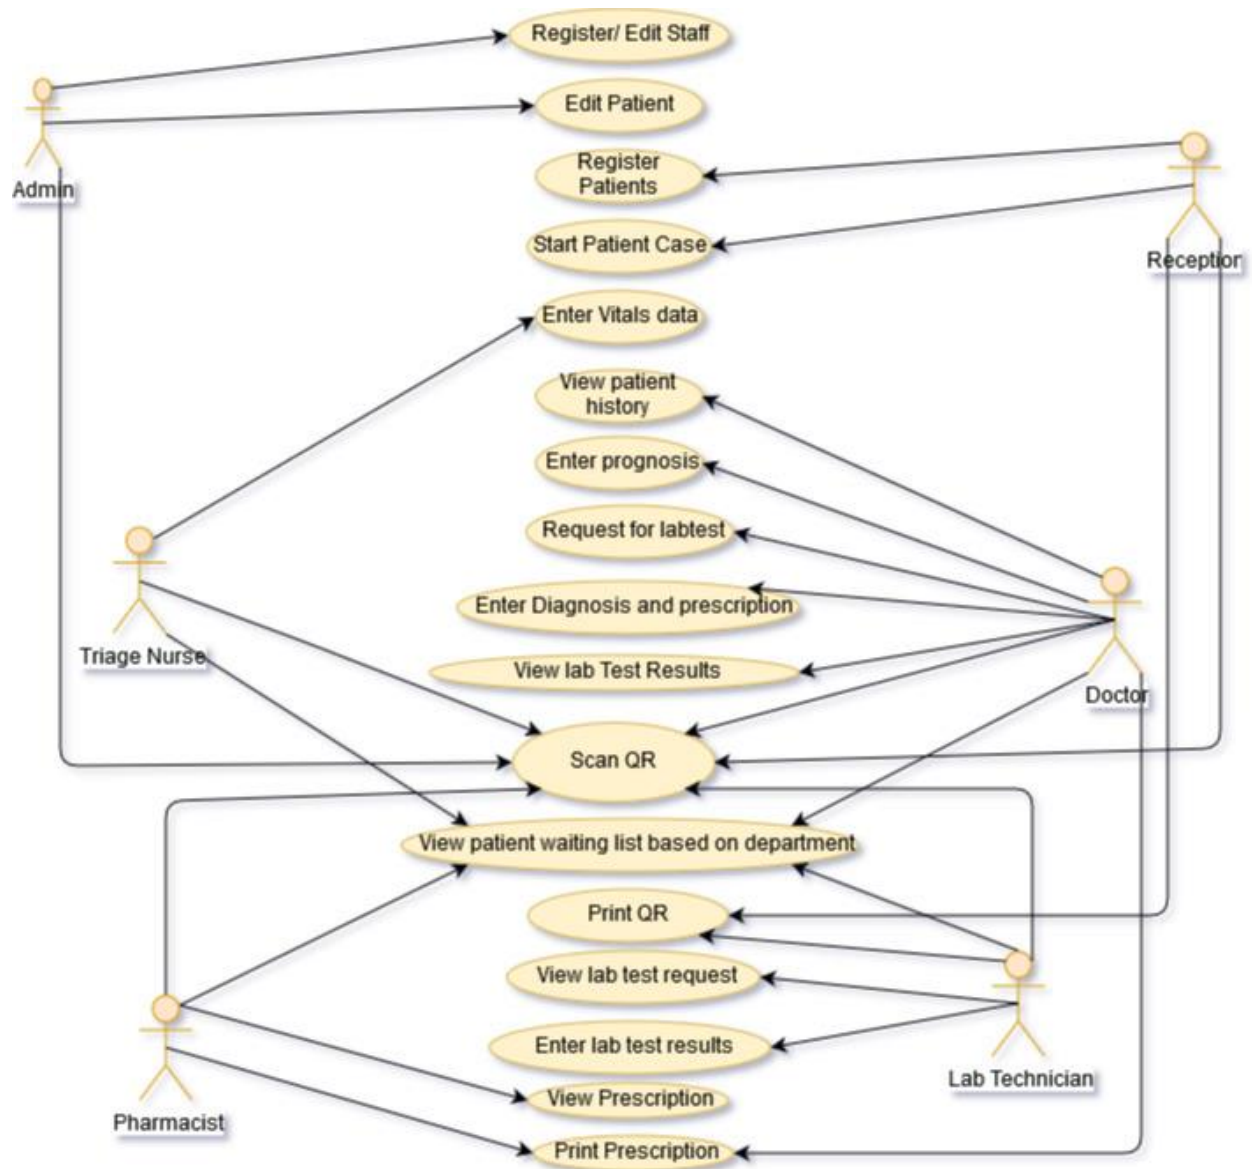 Register/ Edit Staff
Edit Patient
Admin
Register
Patients
Start Patient Case
Reception
Enter Vitals data
View patient
history
Enter prognosis
Request for labtest
Enter Diagnosis and prescription
Triage Nurse
View lab Test Results
Doctor
Scan QR
View patient waiting list based on department
Print QR
View lab test request
Enter lab test results
Lab Technician
View Prescription
Pharmacist
Print Prescription